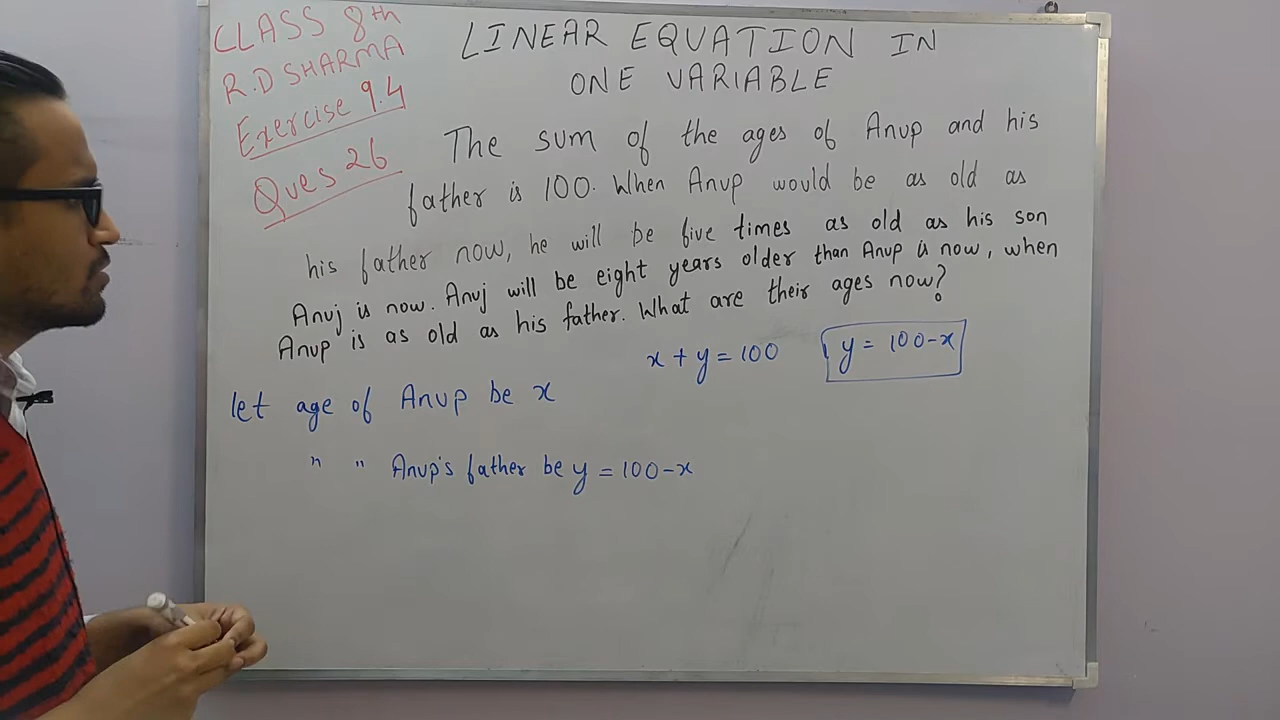 CLASS 8th
R.D SHARMA
Exercise 9.4
Ques 26
LINEAR EQUATION IN
ONE VARIABLE
The sum of the ages of Anup and his
father is 100. When Anup would be as old as
his father now, he will be five times as old as his son
Anuj is now. Anuj will be eight years older than Anup is now, when
Anup is as old as his father. What are their ages now?
x + y = 100
y = 100-x
let age of Anup be x
" " Anup's father be y = 100-x